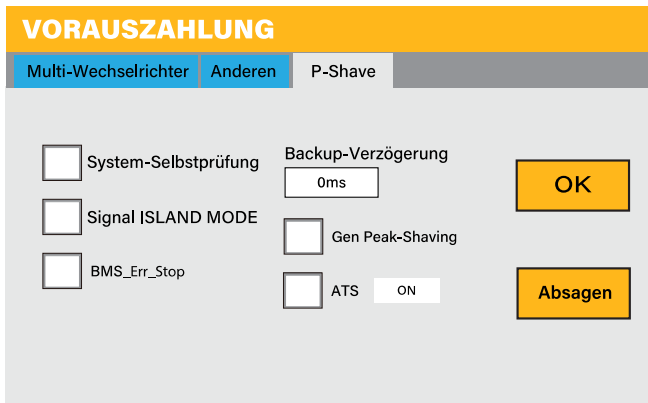 VORAUSZAHLUNG
Multi-Wechselrichter Anderen P-Shave
System-Selbstprüfung
Signal ISLAND MODE
BMS_Err_Stop
Backup-Verzögerung
0ms
Gen Peak-Shaving
ATS ON
OK
Absagen